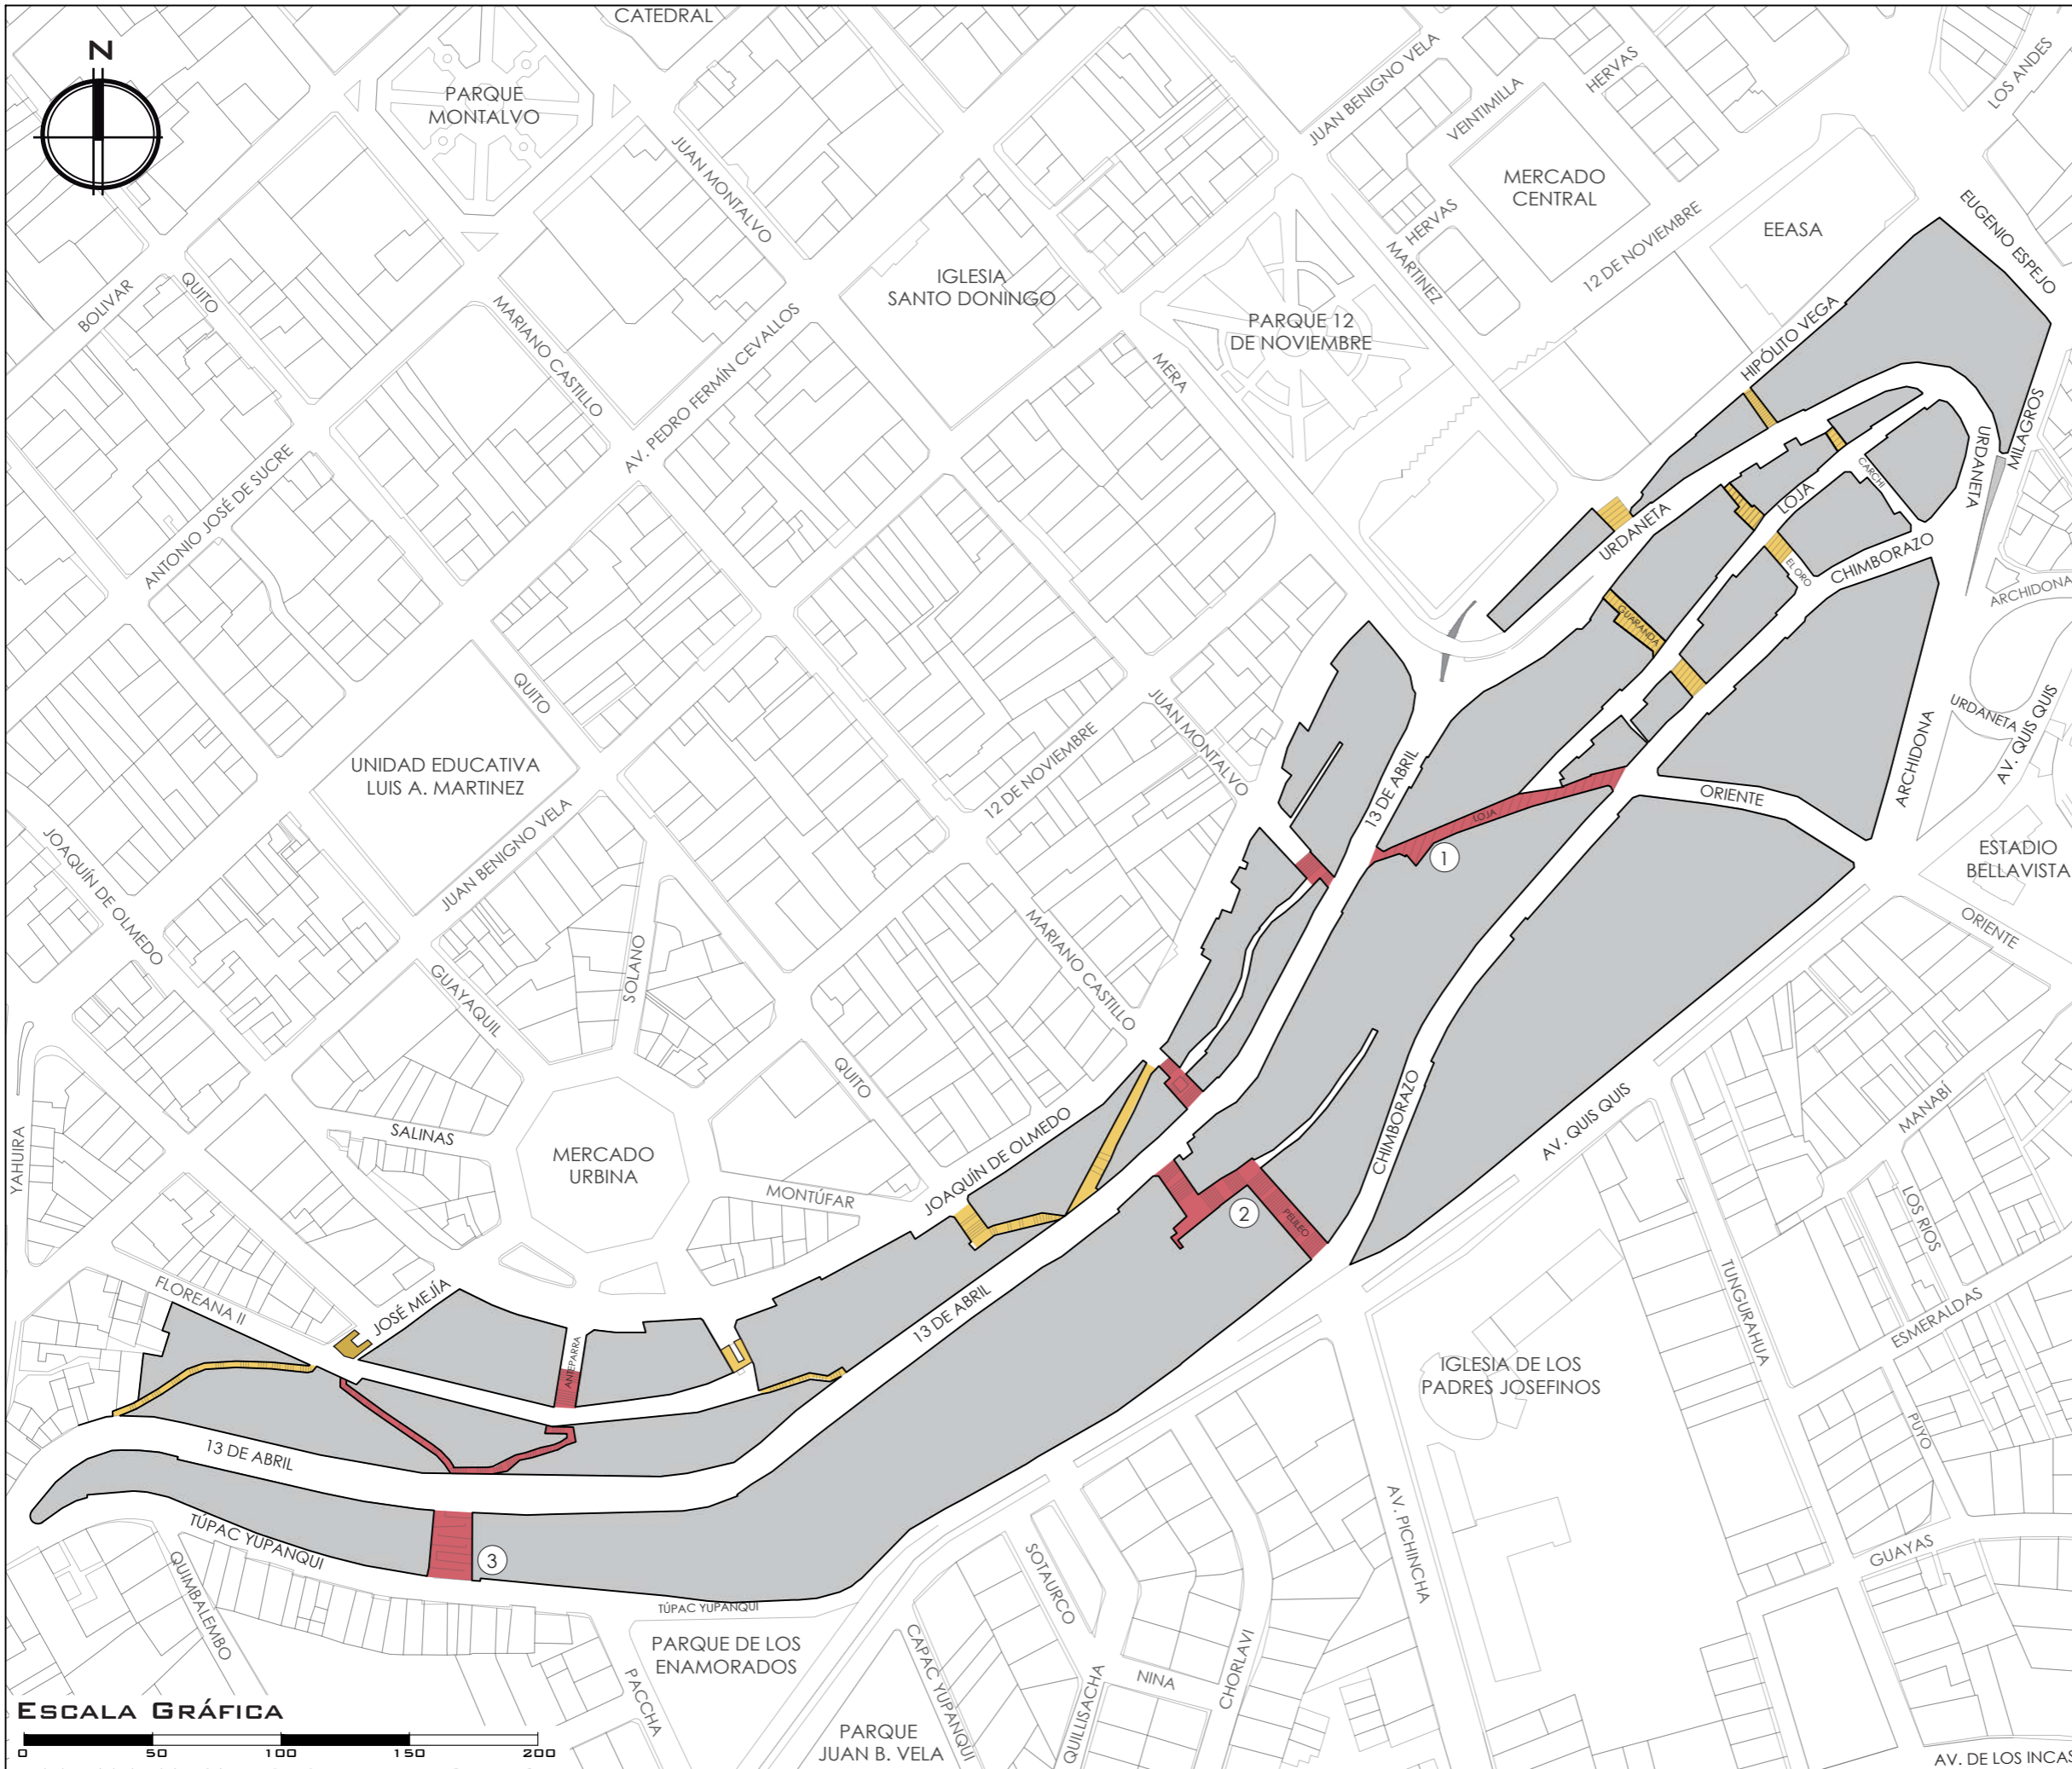 CATEDRAL
N
PARQUE
MONTALVO
JUAN MONTALVO
JUAN BENIGNO VELA
VEINTIMILLA
HERVAS
LOS ANDES
MERCADO
CENTRAL
HERVAS
MARTINEZ
12 DE NOVIEMBRE
EEASA
EUGENIO ESPEJO
BOLIVAR
QUITO
MARIANO CASTILLO
IGLESIA
SANTO DONINGO
PARQUE 12
DE NOVIEMBRE
HIPÓLITO VEGA
AV. PEDRO FERMÍN CEVALLOS
MERA
MILAGROS
URDANETA
ANTONIO JOSÉ DE SUCRE
CARCHI
LOJA
URDANETA
CHIMBORAZO
EL ORO
ARCHIDONA
GUARANDA
QUITO
JUAN MONTALVO
URDANETA
AV. QUIS QUIS
UNIDAD EDUCATIVA
LUIS A. MARTINEZ
12 DE NOVIEMBRE
13 DE ABRIL
ORIENTE
ARCHIDONA
LOJA
1
JUAN BENIGNO VELA
JOAQUÍN DE OLMEDO
ESTADIO
BELLAVISTA
ORIENTE
GUAYAQUIL
SOLANO
MARIANO CASTILLO
QUITO
YAHUIRA
SALINAS
MERCADO
URBINA
MONTÚFAR
JOAQUÍN DE OLMEDO
CHIMBORAZO
AV. QUIS QUIS
MANABÍ
LOS RIOS
2
PELILEO
FLOREANA II
JOSÉ MEJÍA
ANTEPARRA
13 DE ABRIL
TUNGURAHUA
ESMERALDAS
IGLESIA DE LOS
PADRES JOSEFINOS
PUYO
13 DE ABRIL
AV. PICHINCHA
TÚPAC YUPANQUI
3
QUIMBALEMBO
SOTAURCO
GUAYAS
TÚPAC YUPANQUI
PARQUE DE LOS
ENAMORADOS
CAPAC YUPANQUI
PACCHA
NINA
CHORLAVI
QUILLISACHA
PARQUE
JUAN B. VELA
ESCALA GRÁFICA
0 50 100 150 200
AV. DE LOS INCAS